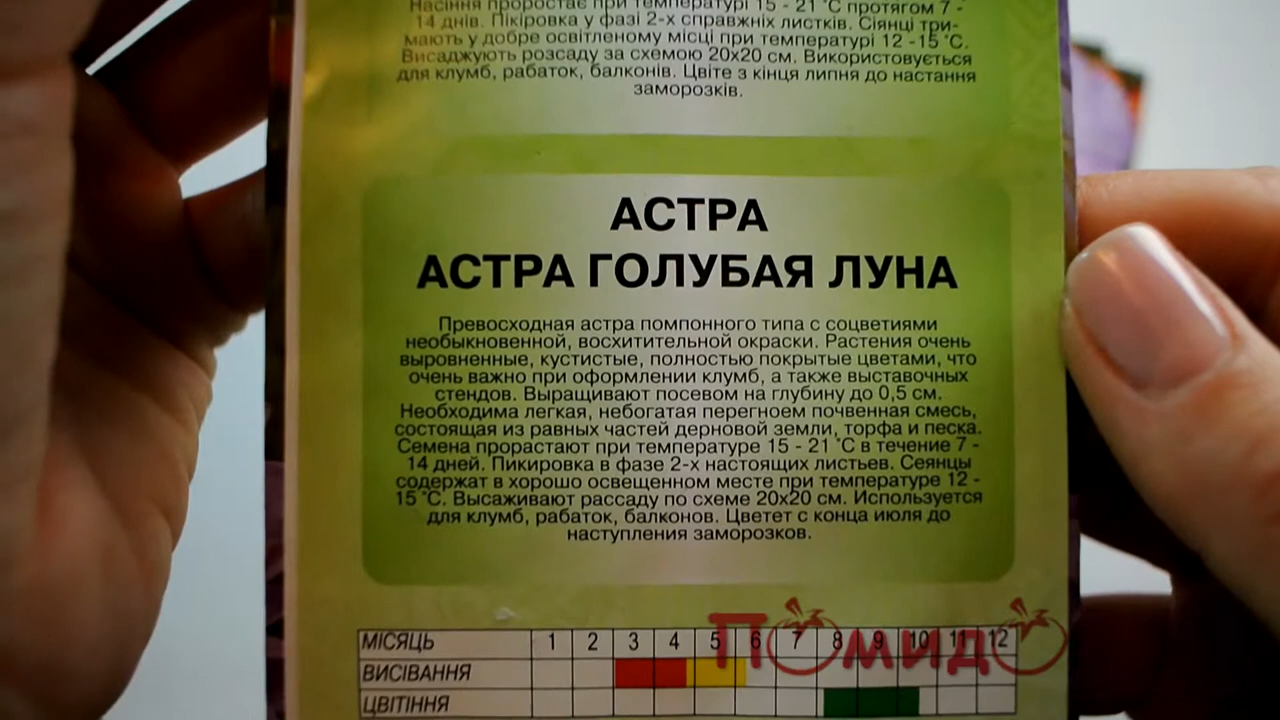 Насіння проростає при температурі 15 - 21 °С протягом 7 -
14 днів. Пікіровка у фазі 2-х справжніх листків. Сіянці три-
мають у добре освітленому місці при температурі 12 -15 °С.
Висаджують розсаду за схемою 20х20 см. Використовується
для клумб, рабаток, балконів. Цвіте з кінця липня до настання
заморозків.
АСТРА
АСТРА ГОЛУБАЯ ЛУНА
Превосходная астра помпонного типа с соцветиями
необыкновенной, восхитительной окраски. Растения очень
выровненные, кустистые, полностью покрытые цветами, что
очень важно при оформлении клумб, а также выставочных
стендов. Выращивают посевом на глубину до 0,5 см.
Необходима легкая, небогатая перегноем почвенная смесь,
состоящая из равных частей дерновой земли, торфа и песка.
Семена прорастают при температуре 15 - 21 °С в течение 7 -
14 дней. Пикировка в фазе 2-х настоящих листьев. Сеянцы
содержат в хорошо освещенном месте при температуре 12 -
15 °С. Высаживают рассаду по схеме 20х20 см. Используется
для клумб, рабаток, балконов. Цветет с конца июля до
наступления заморозков.
МІСЯЦЬ 1 2 3 4 5 6 7 8 9 10 11 12
ВИСІВАННЯ
ЦВІТІННЯ
Помидо